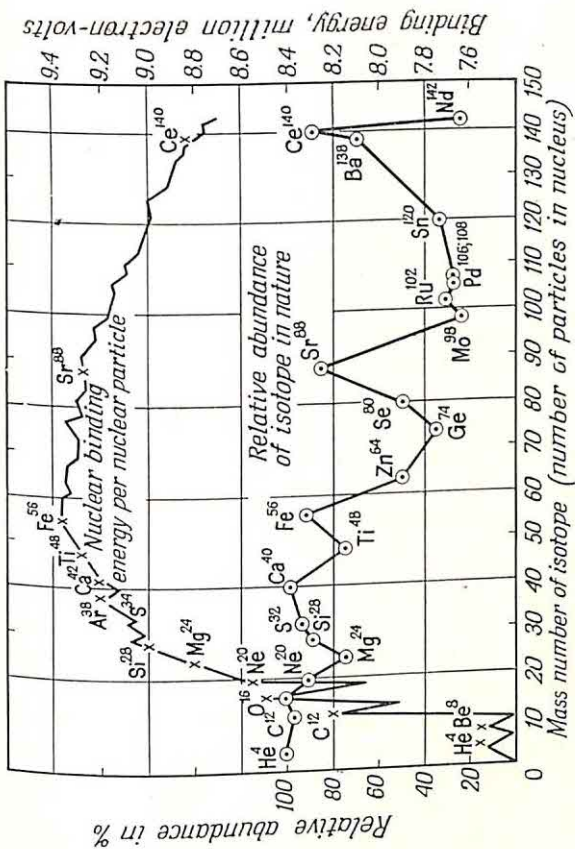 Binding energy, million electron-volts
9.4
9.2
9.0
8.8
8.6
8.4
8.3
8.2
8.0
7.8
7.6
Nuclear binding
energy per nuclear particle
He⁴
Be⁸
C¹²
O¹⁶
Ne²⁰
Mg²⁴
Si²⁸
S³⁴
Ar³⁸
Ca⁴²
Ti⁴⁸
Fe⁵⁶
Sr⁸⁸
Ce¹⁴⁰
Relative abundance
of isotope in nature
He⁴
C¹²
Ne²⁰
Mg²⁴
Si²⁸
S³²
Ca⁴⁰
Ti⁴⁸
Fe⁵⁶
Zn⁶⁴
Ge⁷⁴
Se⁸⁰
Sr⁸⁸
Mo⁹⁸
Ru¹⁰²
Pd¹⁰⁶;¹⁰⁸
Sn¹²⁰
Ba¹³⁸
Ce¹⁴⁰
Nd¹⁴²
Relative abundance in %
100
80
60
40
20
0 10 20 30 40 50 60 70 80 90 100 110 120 130 140 150
Mass number of isotope (number of particles in nucleus)